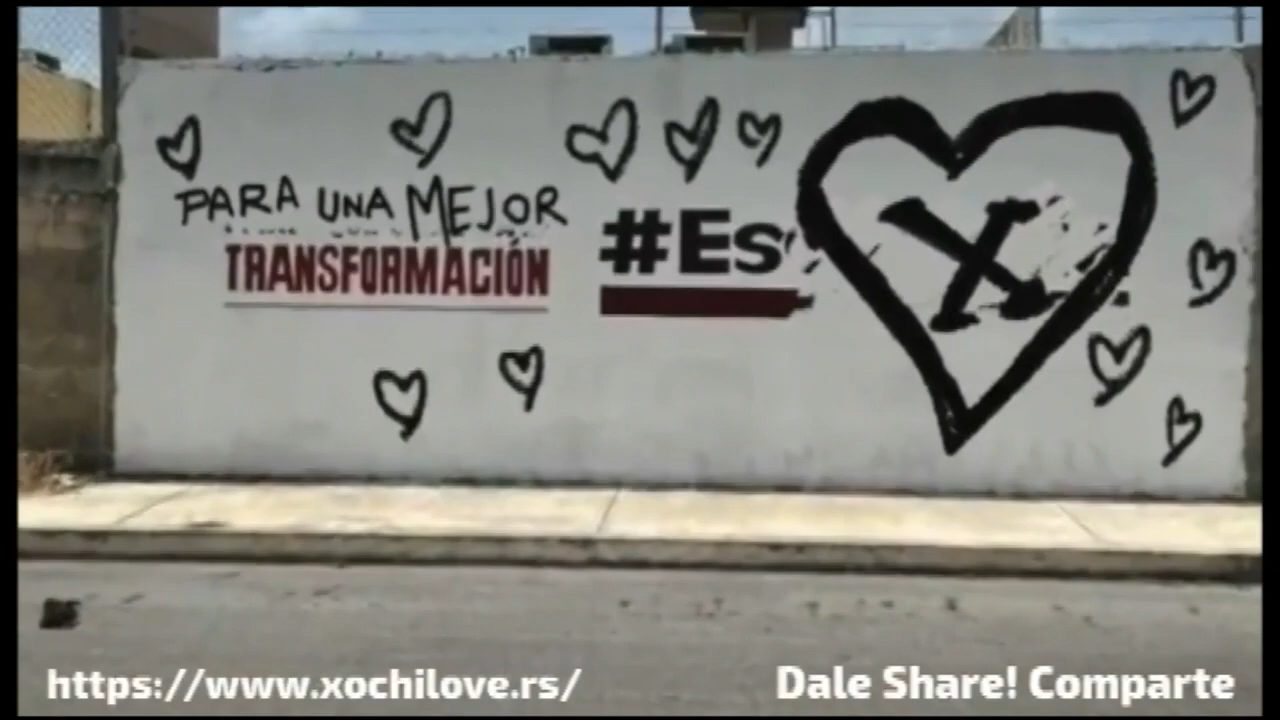 PARA UNA MEJOR
TRANSFORMACIÓN
#Es X
https://www.xochilove.rs/
Dale Share! Comparte